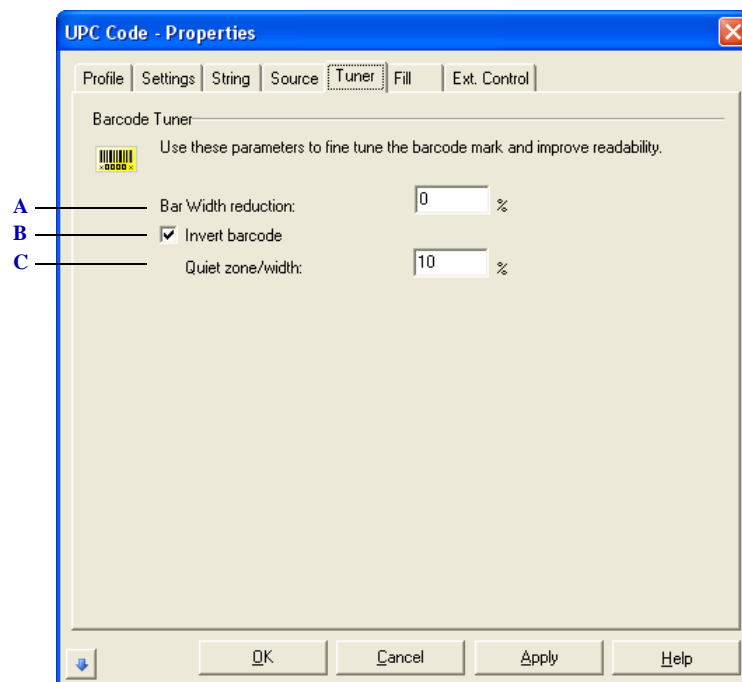 UPC Code - Properties
Profile Settings String Source Tuner Fill Ext. Control
Barcode Tuner
Use these parameters to fine tune the barcode mark and improve readability.
A Bar Width reduction: 0 %
B Invert barcode
C Quiet zone/width: 10 %
OK Cancel Apply Help